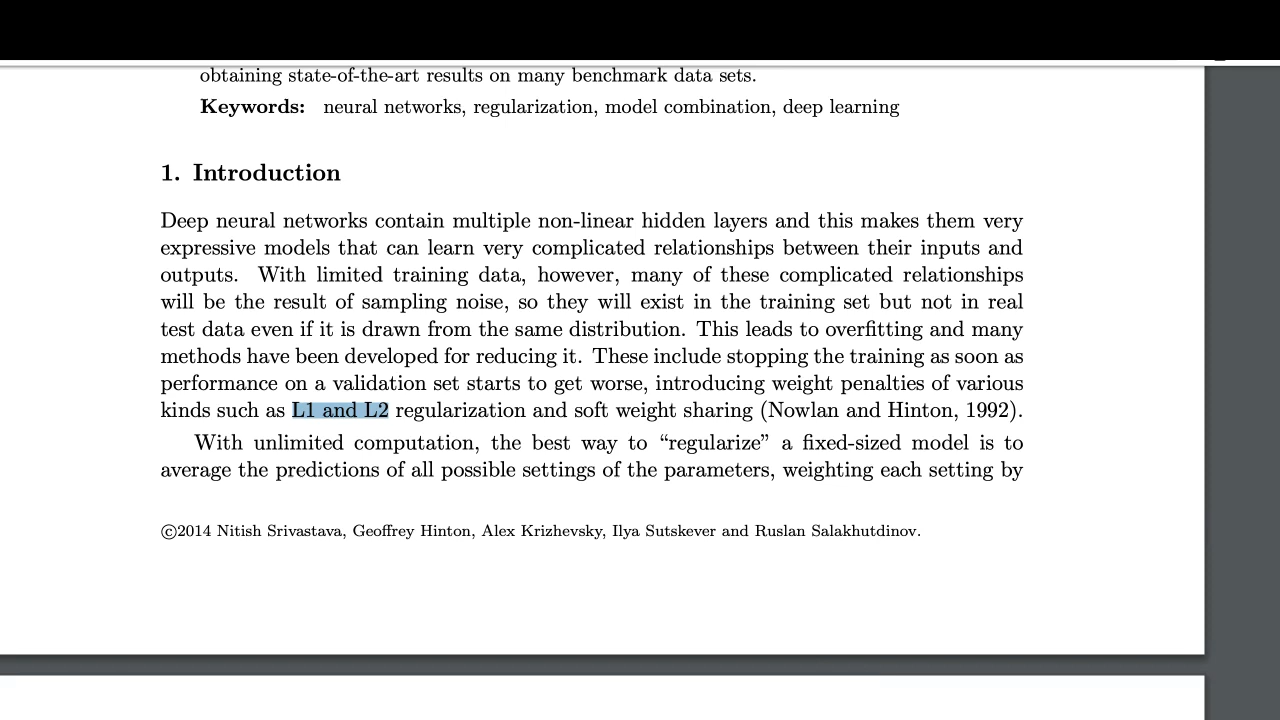 obtaining state-of-the-art results on many benchmark data sets.
Keywords: neural networks, regularization, model combination, deep learning
1. Introduction
Deep neural networks contain multiple non-linear hidden layers and this makes them very
expressive models that can learn very complicated relationships between their inputs and
outputs. With limited training data, however, many of these complicated relationships
will be the result of sampling noise, so they will exist in the training set but not in real
test data even if it is drawn from the same distribution. This leads to overfitting and many
methods have been developed for reducing it. These include stopping the training as soon as
performance on a validation set starts to get worse, introducing weight penalties of various
kinds such as L1 and L2 regularization and soft weight sharing (Nowlan and Hinton, 1992).
With unlimited computation, the best way to “regularize” a fixed-sized model is to
average the predictions of all possible settings of the parameters, weighting each setting by
©2014 Nitish Srivastava, Geoffrey Hinton, Alex Krizhevsky, Ilya Sutskever and Ruslan Salakhutdinov.